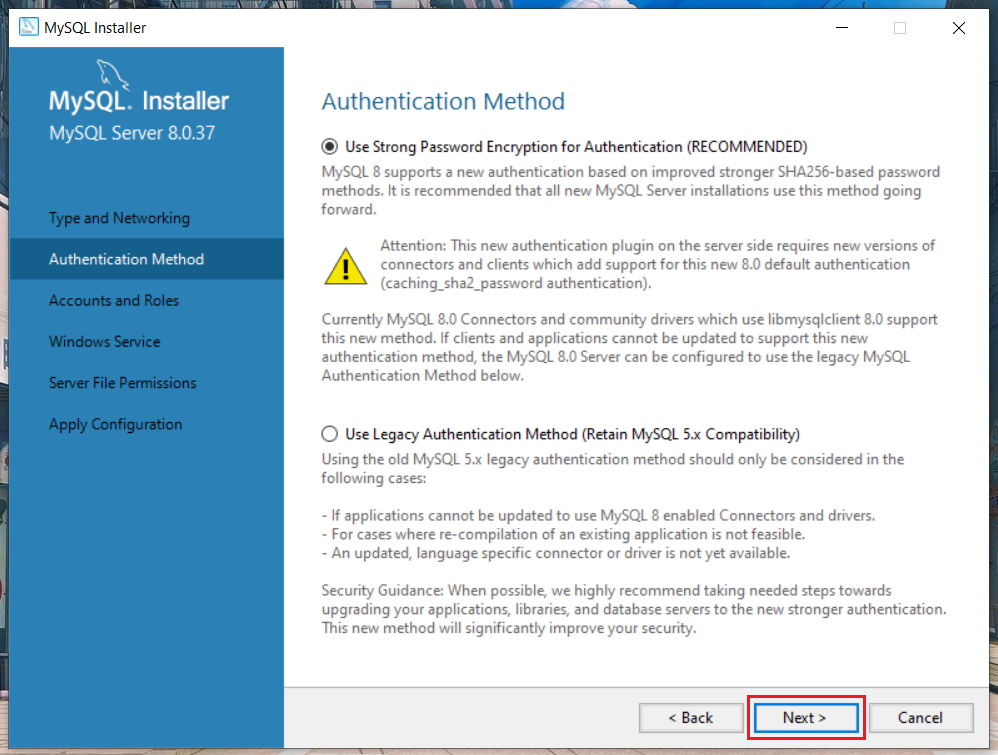 MySQL Installer
MySQL. Installer
MySQL Server 8.0.37
Type and Networking
Authentication Method
Accounts and Roles
Windows Service
Server File Permissions
Apply Configuration
Authentication Method
Use Strong Password Encryption for Authentication (RECOMMENDED)
MySQL 8 supports a new authentication based on improved stronger SHA256-based password
methods. It is recommended that all new MySQL Server installations use this method going
forward.
Attention: This new authentication plugin on the server side requires new versions of
connectors and clients which add support for this new 8.0 default authentication
(caching_sha2_password authentication).
Currently MySQL 8.0 Connectors and community drivers which use libmysqlclient 8.0 support
this new method. If clients and applications cannot be updated to support this new
authentication method, the MySQL 8.0 Server can be configured to use the legacy MySQL
Authentication Method below.
Use Legacy Authentication Method (Retain MySQL 5.x Compatibility)
Using the old MySQL 5.x legacy authentication method should only be considered in the
following cases:
- If applications cannot be updated to use MySQL 8 enabled Connectors and drivers.
- For cases where re-compilation of an existing application is not feasible.
- An updated, language specific connector or driver is not yet available.
Security Guidance: When possible, we highly recommend taking needed steps towards
upgrading your applications, libraries, and database servers to the new stronger authentication.
This new method will significantly improve your security.
< Back
Next >
Cancel